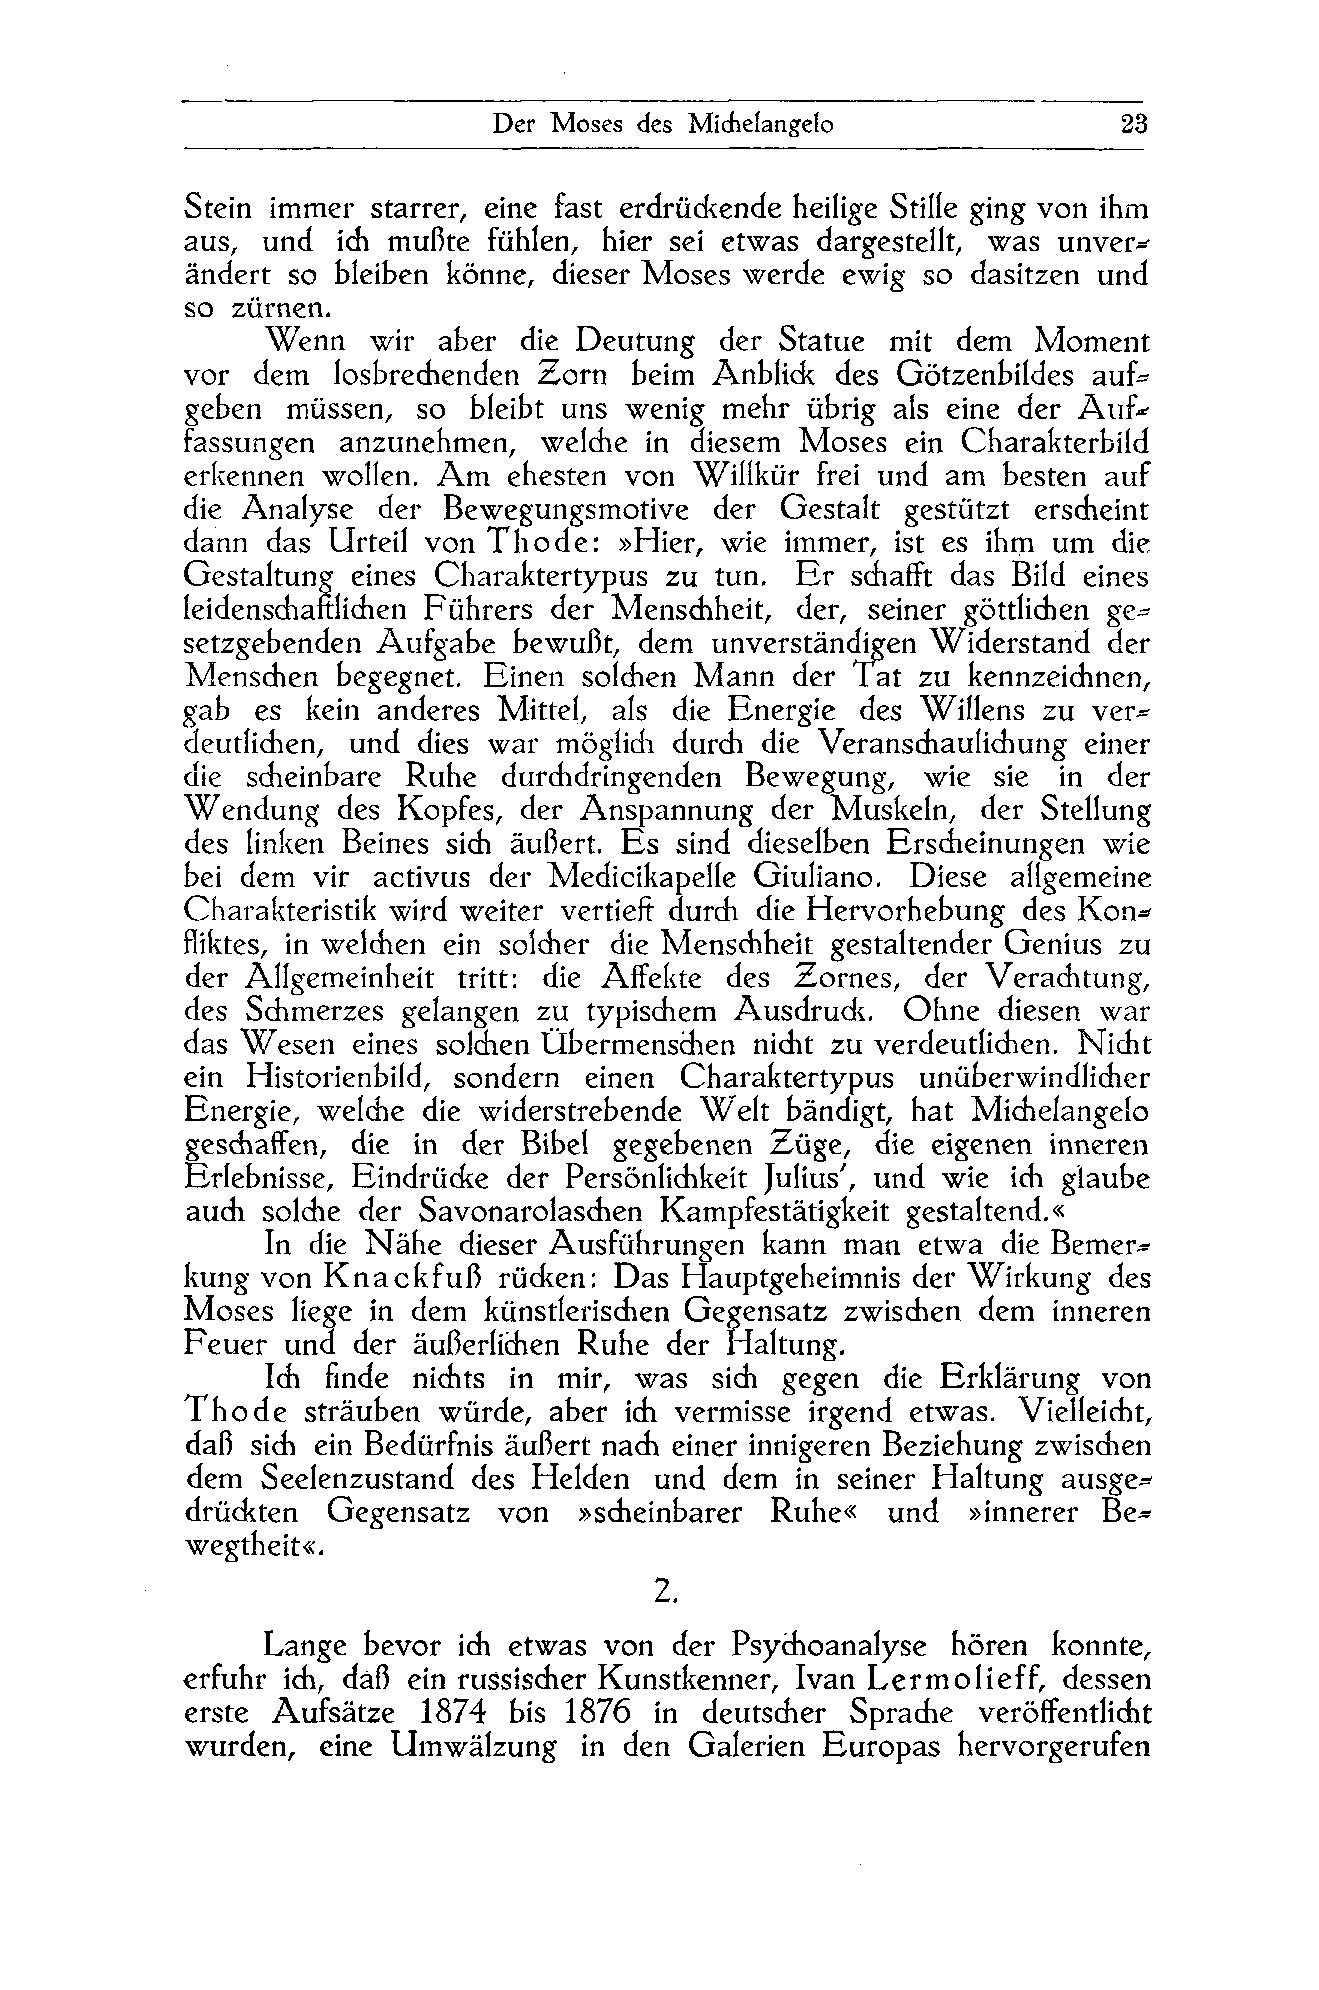 Der Moses des Michelangelo 23
Stein immer starrer, eine fast erdrückende heilige Stille ging von ihm
aus, und ich mußte fühlen, hier sei etwas dargestellt, was unver-
ändert so bleiben könne, dieser Moses werde ewig so dasitzen und
so zürnen.
Wenn wir aber die Deutung der Statue mit dem Moment
vor dem losbrechenden Zorn beim Anblick des Götzenbildes auf-
geben müssen, so bleibt uns wenig mehr übrig als eine der Auf-
fassungen anzunehmen, welche in diesem Moses ein Charakterbild
erkennen wollen. Am ehesten von Willkür frei und am besten auf
die Analyse der Bewegungsmotive der Gestalt gestützt erscheint
dann das Urteil von Thode: »Hier, wie immer, ist es ihm um die
Gestaltung eines Charaktertypus zu tun. Er schafft das Bild eines
leidenschaftlichen Führers der Menschheit, der, seiner göttlichen ge-
setzgebenden Aufgabe bewußt, dem unverständigen Widerstand der
Menschen begegnet. Einen solchen Mann der Tat zu kennzeichnen,
gab es kein anderes Mittel, als die Energie des Willens zu ver-
deutlichen, und dies war möglich durch die Veranschaulichung einer
die scheinbare Ruhe durchdringenden Bewegung, wie sie in der
Wendung des Kopfes, der Anspannung der Muskeln, der Stellung
des linken Beines sich äußert. Es sind dieselben Erscheinungen wie
bei dem vir activus der Medicikapelle Giuliano. Diese allgemeine
Charakteristik wird weiter vertieft durch die Hervorhebung des Kon-
fliktes, in welchen ein solcher die Menschheit gestaltender Genius zu
der Allgemeinheit tritt: die Affekte des Zornes, der Verachtung,
des Schmerzes gelangen zu typischem Ausdruck. Ohne diesen war
das Wesen eines solchen Übermenschen nicht zu verdeutlichen. Nicht
ein Historienbild, sondern einen Charaktertypus unüberwindlicher
Energie, welche die widerstrebende Welt bändigt, hat Michelangelo
geschaffen, die in der Bibel gegebenen Züge, die eigenen inneren
Erlebnisse, Eindrücke der Persönlichkeit Julius', und wie ich glaube
auch solche der Savonarolaschen Kampfestätigkeit gestaltend.«
In die Nähe dieser Ausführungen kann man etwa die Bemer-
kung von Knackfuß rücken: Das Hauptgeheimnis der Wirkung des
Moses liege in dem künstlerischen Gegensatz zwischen dem inneren
Feuer und der äußerlichen Ruhe der Haltung.
Ich finde nichts in mir, was sich gegen die Erklärung von
Thode sträuben würde, aber ich vermisse irgend etwas. Vielleicht,
daß sich ein Bedürfnis äußert nach einer innigeren Beziehung zwischen
dem Seelenzustand des Helden und dem in seiner Haltung ausge-
drückten Gegensatz von »scheinbarer Ruhe« und »innerer Be-
wegtheit«.
2.
Lange bevor ich etwas von der Psychoanalyse hören konnte,
erfuhr ich, daß ein russischer Kunstkenner, Ivan Lermolieff, dessen
erste Aufsätze 1874 bis 1876 in deutscher Sprache veröffentlicht
wurden, eine Umwälzung in den Galerien Europas hervorgerufen